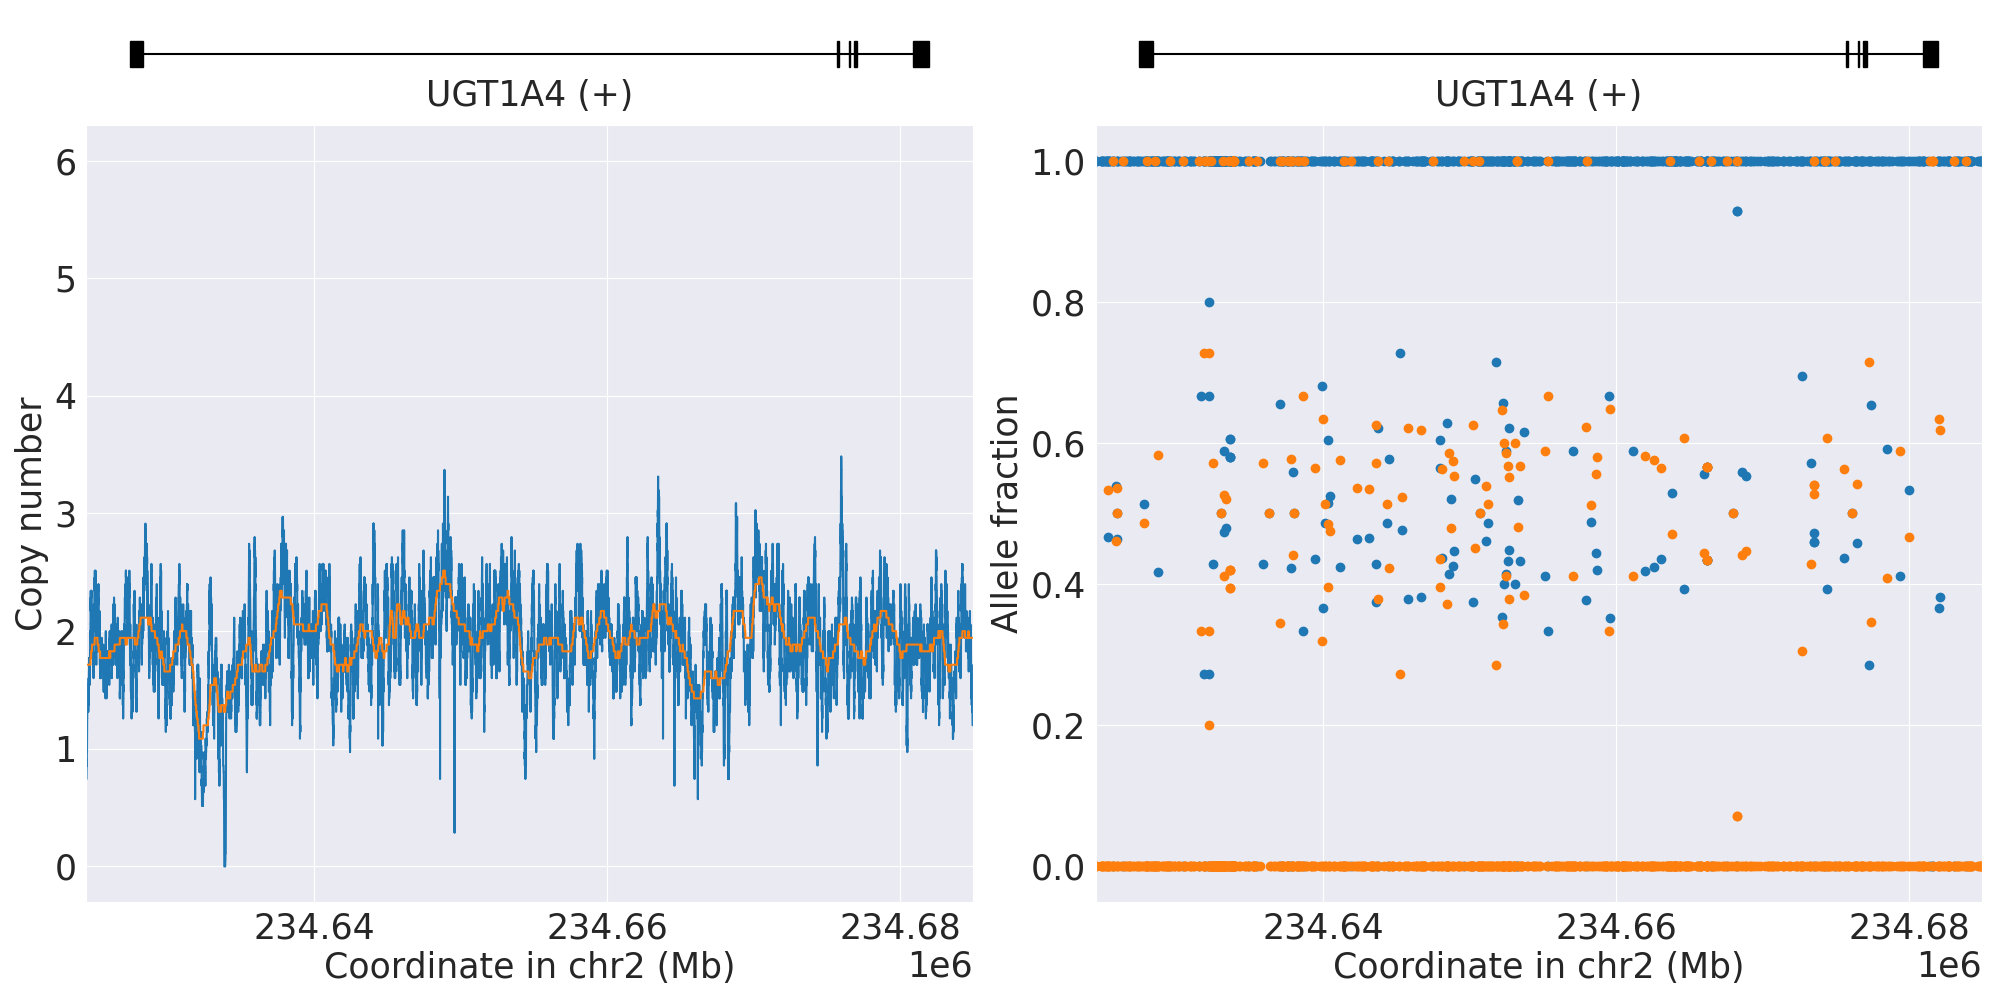 UGT1A4 (+)
6
5
4
3
2
1
0
Copy number
234.64 234.66 234.68
1e6
Coordinate in chr2 (Mb)
UGT1A4 (+)
1.0
0.8
0.6
0.4
0.2
0.0
Allele fraction
234.64 234.66 234.68
1e6
Coordinate in chr2 (Mb)